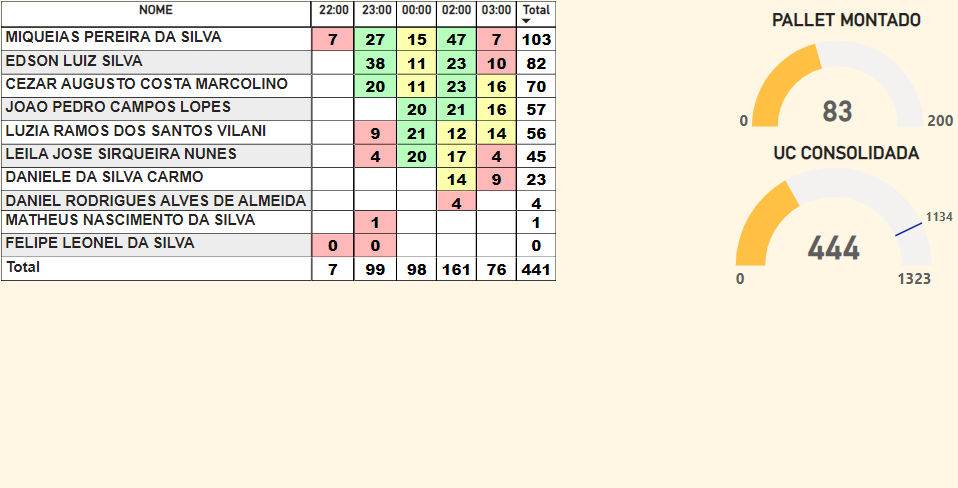 NOME 22:00 23:00 00:00 02:00 03:00 Total
MIQUEIAS PEREIRA DA SILVA 7 27 15 47 7 103
EDSON LUIZ SILVA 38 11 23 10 82
CEZAR AUGUSTO COSTA MARCOLINO 20 11 23 16 70
JOAO PEDRO CAMPOS LOPES 20 21 16 57
LUZIA RAMOS DOS SANTOS VILANI 9 21 12 14 56
LEILA JOSE SIRQUEIRA NUNES 4 20 17 4 45
DANIELE DA SILVA CARMO 14 9 23
DANIEL RODRIGUES ALVES DE ALMEIDA 4 4
MATHEUS NASCIMENTO DA SILVA 1 1
FELIPE LEONEL DA SILVA 0 0 0
Total 7 99 98 161 76 441
PALLET MONTADO
83
0 200
UC CONSOLIDADA
1134
444
0 1323